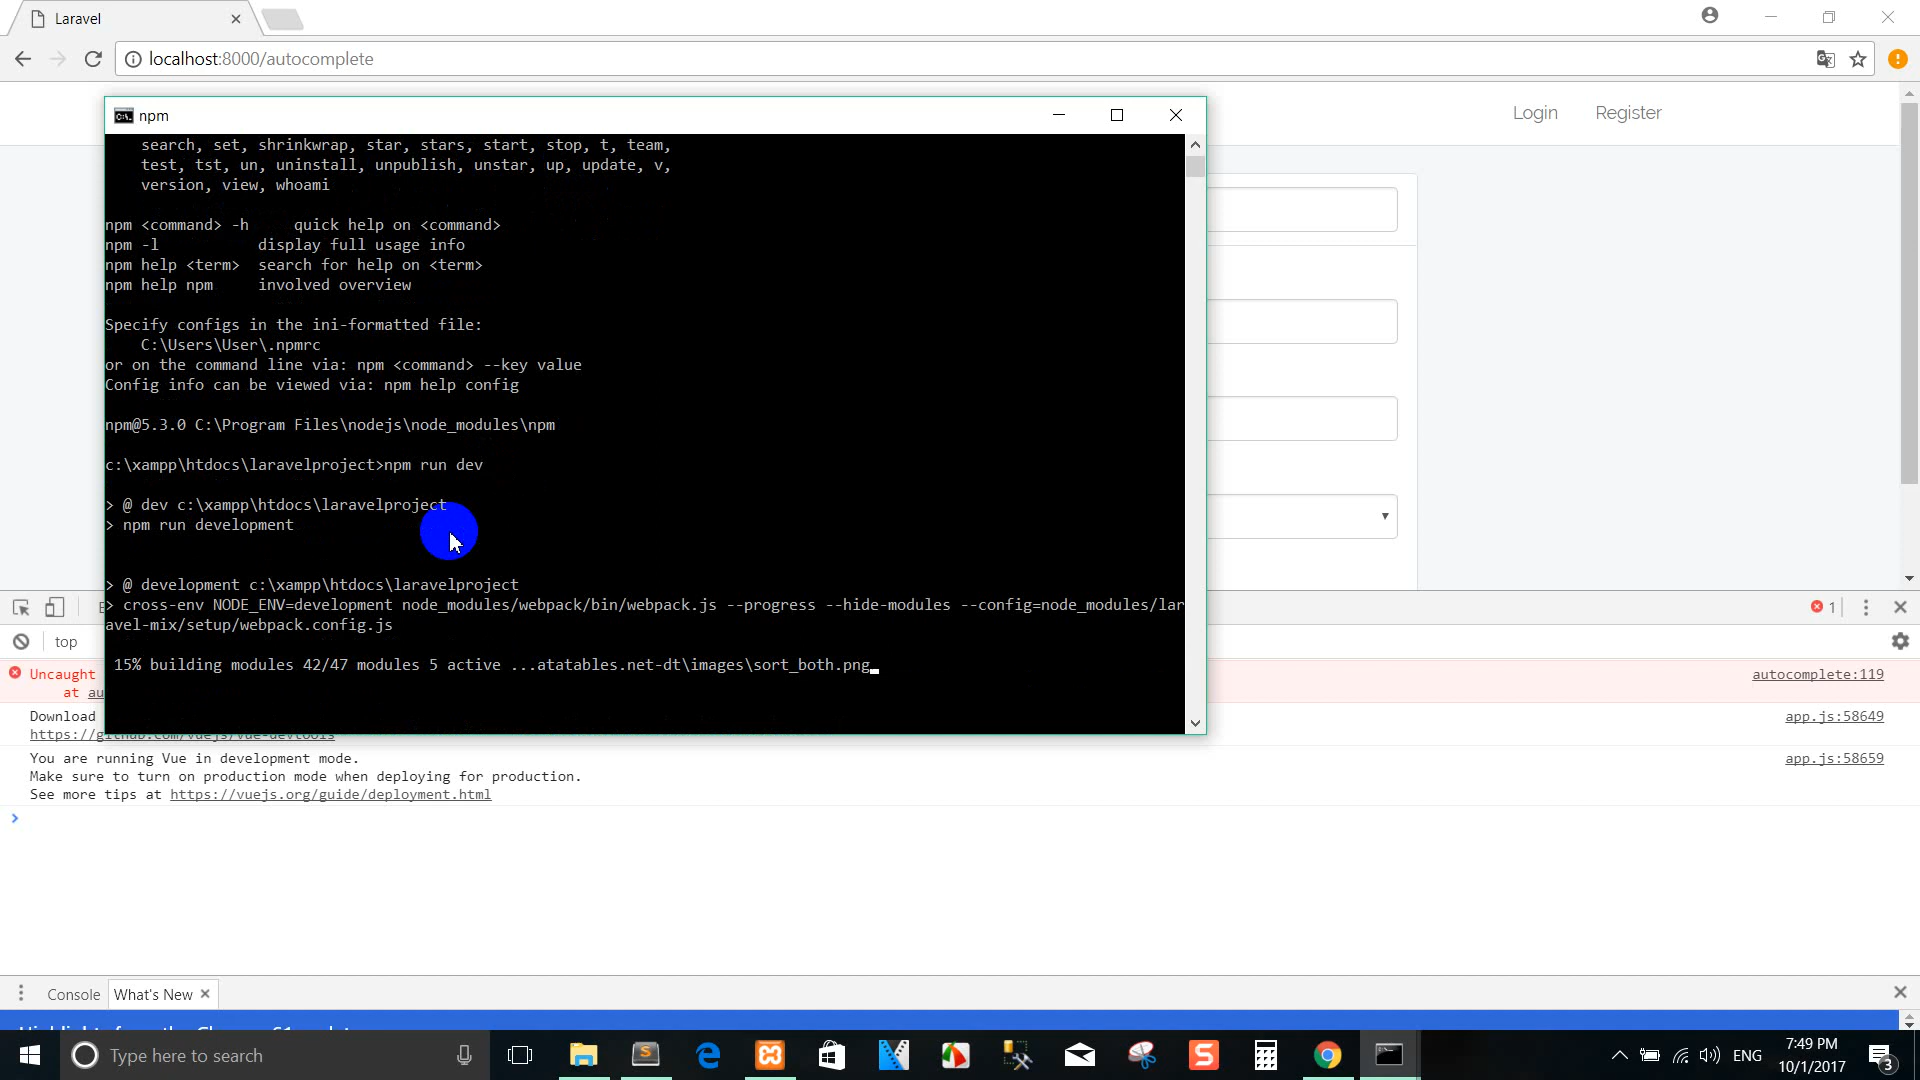 Laravel
localhost:8000/autocomplete
Login Register
npm
search, set, shrinkwrap, star, stars, start, stop, t, team,
test, tst, un, uninstall, unpublish, unstar, up, update, v,
version, view, whoami
npm <command> -h     quick help on <command>
npm -l           display full usage info
npm help <term>  search for help on <term>
npm help npm     involved overview
Specify configs in the ini-formatted file:
C:\Users\User\.npmrc
or on the command line via: npm <command> --key value
Config info can be viewed via: npm help config
npm@5.3.0 C:\Program Files\nodejs\node_modules\npm
c:\xampp\htdocs\laravelproject>npm run dev
> @ dev c:\xampp\htdocs\laravelproject
> npm run development
> @ development c:\xampp\htdocs\laravelproject
> cross-env NODE_ENV=development node_modules/webpack/bin/webpack.js --progress --hide-modules --config=node_modules/lar
avel-mix/setup/webpack.config.js
15% building modules 42/47 modules 5 active ...atatables.net-dt\images\sort_both.png
1
top
Uncaught autocomplete:119
at au
Download app.js:58649
https://github.com/vuejs/vue-devtools
You are running Vue in development mode. app.js:58659
Make sure to turn on production mode when deploying for production.
See more tips at https://vuejs.org/guide/deployment.html
Console What's New
Type here to search
ENG
7:49 PM
10/1/2017
3